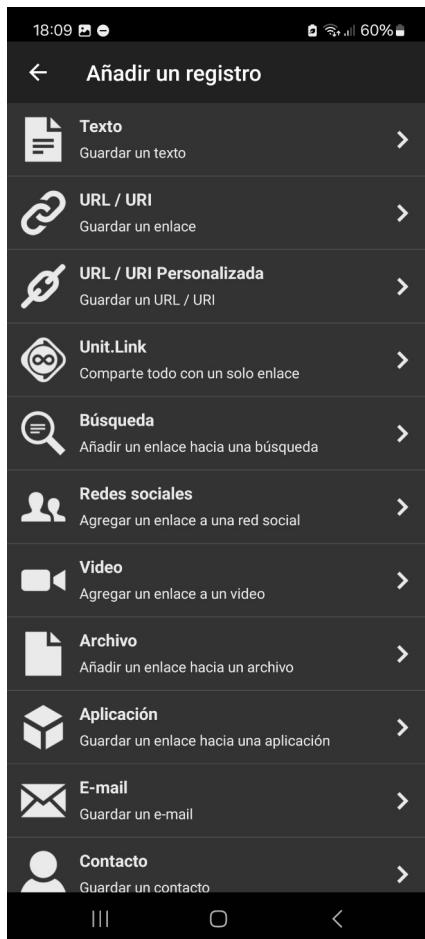 18:09
60%
Añadir un registro
Texto
Guardar un texto
URL / URI
Guardar un enlace
URL / URI Personalizada
Guardar un URL / URI
Unit.Link
Comparte todo con un solo enlace
Búsqueda
Añadir un enlace hacia una búsqueda
Redes sociales
Agregar un enlace a una red social
Video
Agregar un enlace a un video
Archivo
Añadir un enlace hacia un archivo
Aplicación
Guardar un enlace hacia una aplicación
E-mail
Guardar un e-mail
Contacto
Guardar un contacto